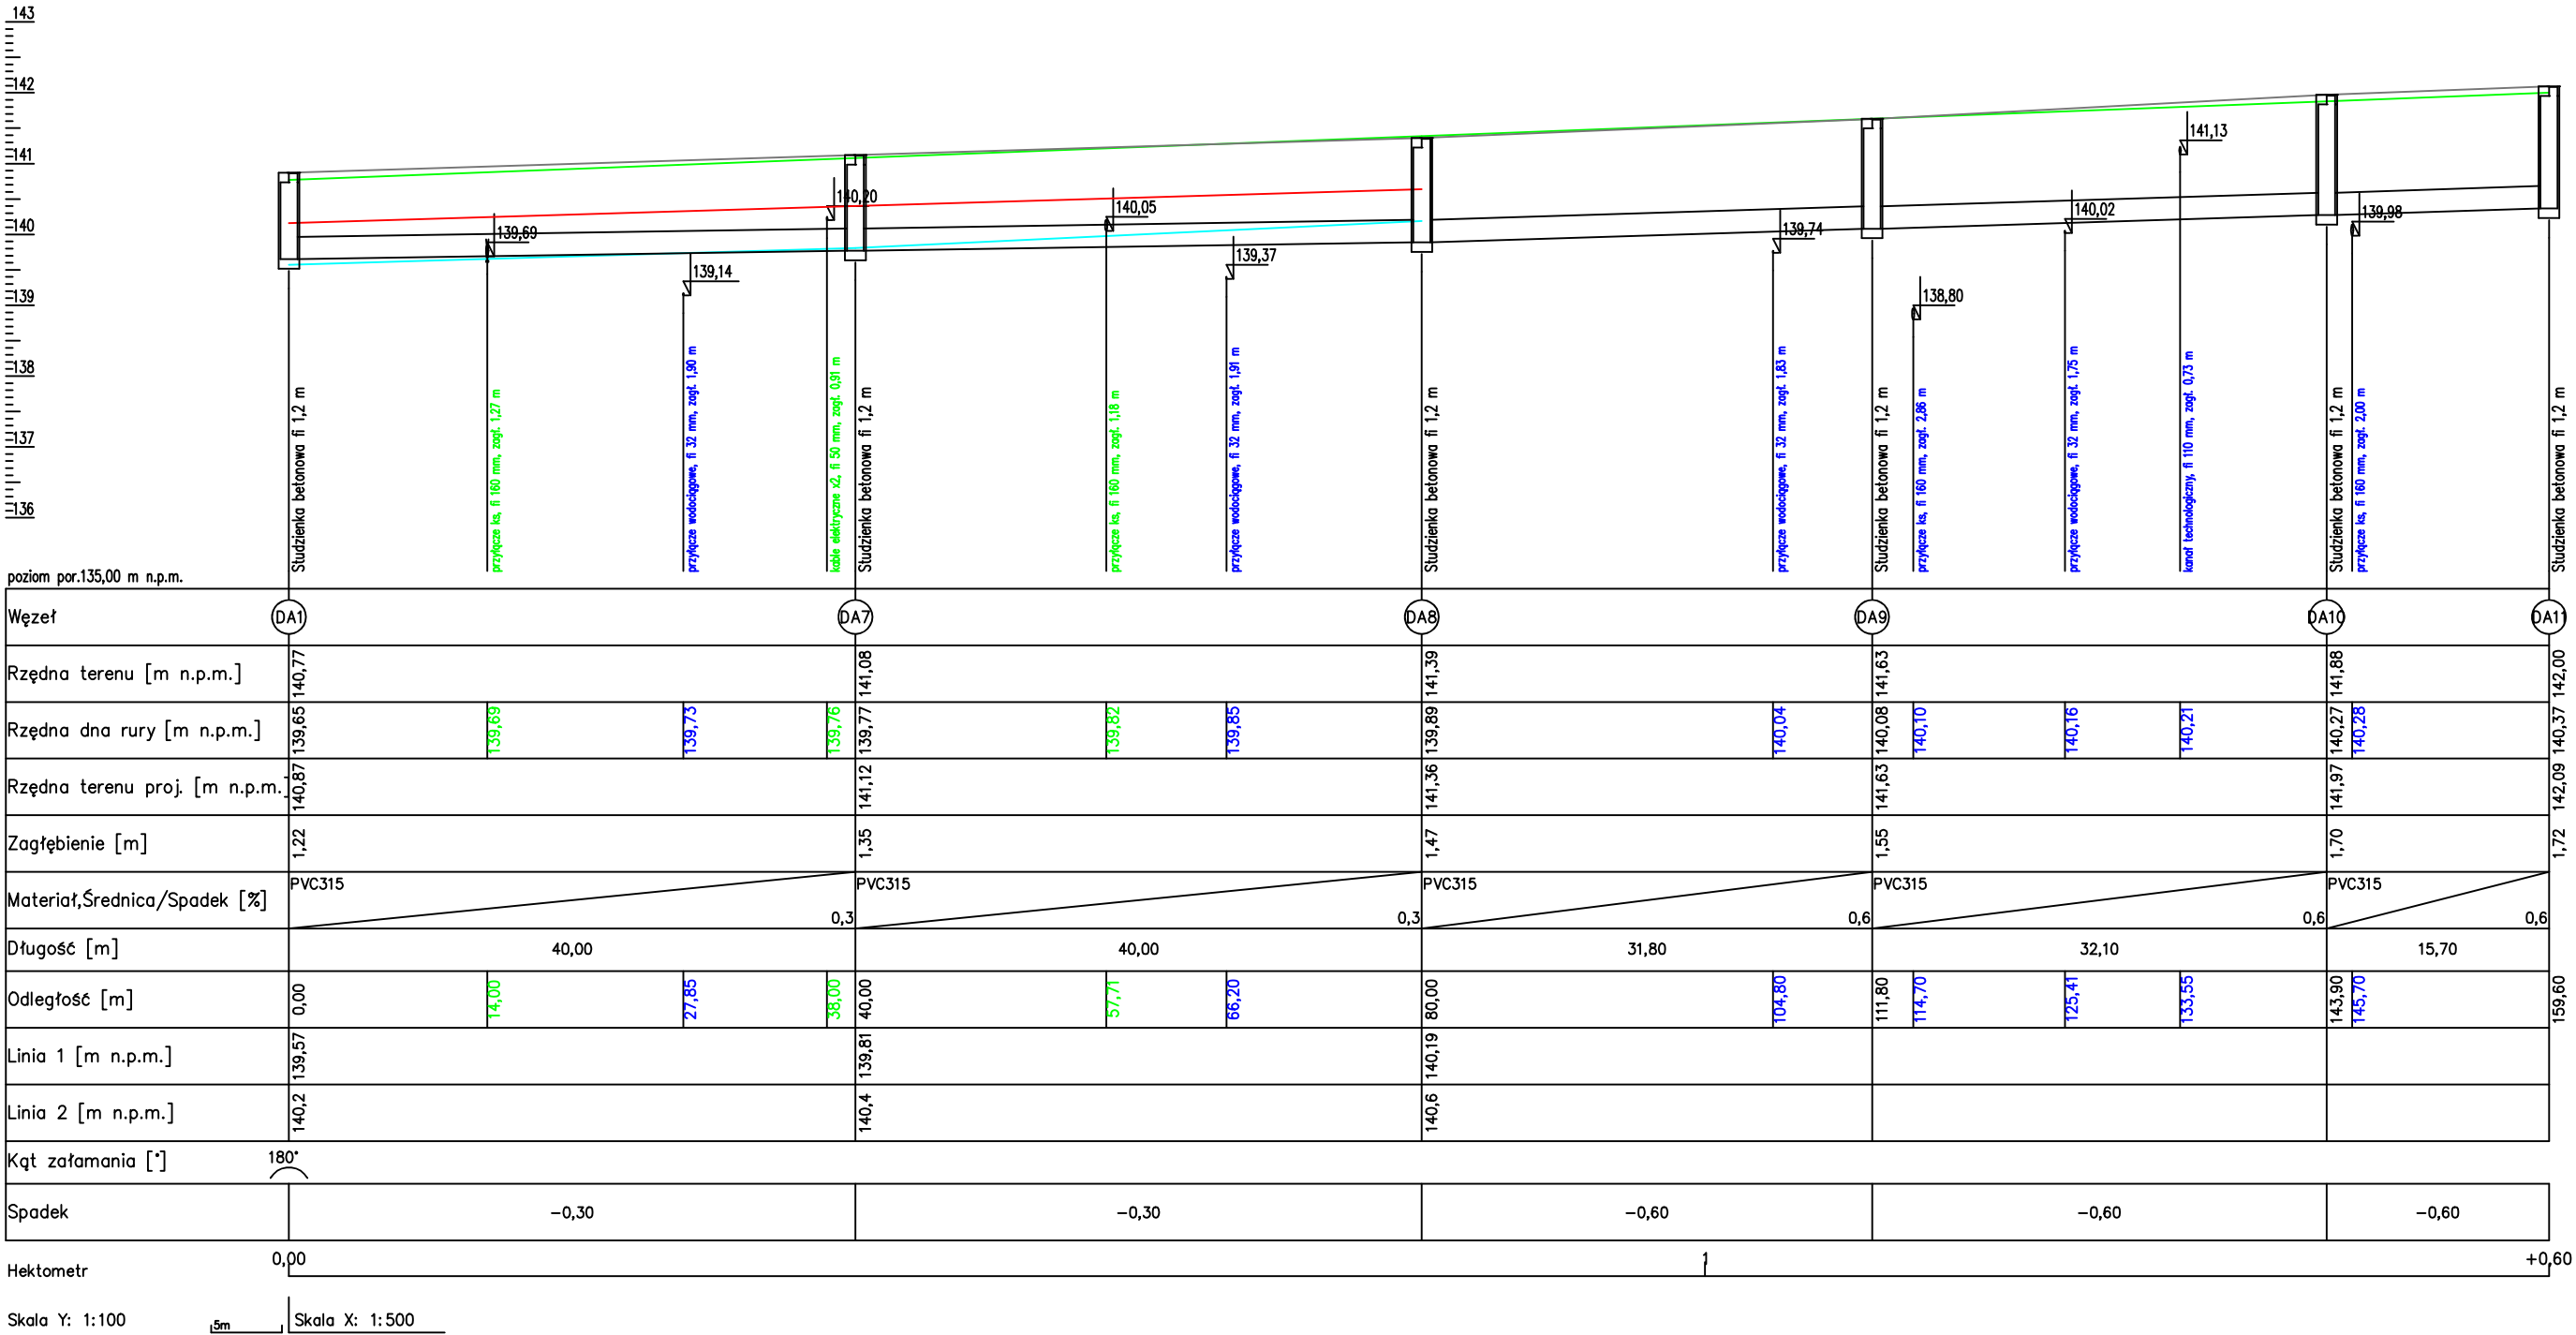 143
142
141
140
139
138
137
136
139,69
139,14
140,20
140,05
139,37
139,74
138,80
140,02
141,13
139,98
Studzienka betonowa fi 1,2 m
przyłącze ks, fi 160 mm, zagł. 1,27 m
przyłącze wodociągowe, fi 32 mm, zagł. 1,90 m
kable elektryczne x2, fi 50 mm, zagł. 0,91 m
Studzienka betonowa fi 1,2 m
przyłącze ks, fi 160 mm, zagł. 1,18 m
przyłącze wodociągowe, fi 32 mm, zagł. 1,91 m
Studzienka betonowa fi 1,2 m
przyłącze wodociągowe, fi 32 mm, zagł. 1,83 m
Studzienka betonowa fi 1,2 m
przyłącze ks, fi 160 mm, zagł. 2,86 m
przyłącze wodociągowe, fi 32 mm, zagł. 1,75 m
kanał technologiczny, fi 110 mm, zagł. 0,73 m
Studzienka betonowa fi 1,2 m
przyłącze ks, fi 160 mm, zagł. 2,00 m
Studzienka betonowa fi 1,2 m
poziom por.135,00 m n.p.m.
Węzeł DA1 DA7 DA8 DA9 DA10 DA11
Rzędna terenu [m n.p.m.] 140,77 141,08 141,39 141,63 141,88 142,00
Rzędna dna rury [m n.p.m.] 139,65 139,69 139,73 139,76 139,77 139,82 139,85 139,89 140,04 140,08 140,10 140,16 140,21 140,27 140,28 140,37
Rzędna terenu proj. [m n.p.m.] 140,87 141,12 141,36 141,63 141,97 142,09
Zagłębienie [m] 1,22 1,35 1,47 1,55 1,70 1,72
Materiał,Średnica/Spadek [%] PVC315 0,3 PVC315 0,3 PVC315 0,6 PVC315 0,6 PVC315 0,6
Długość [m] 40,00 40,00 31,80 32,10 15,70
Odległość [m] 0,00 14,00 27,85 38,00 40,00 57,71 66,20 80,00 104,80 111,80 114,70 125,41 133,55 143,90 145,70 159,60
Linia 1 [m n.p.m.] 139,57 139,81 140,19
Linia 2 [m n.p.m.] 140,2 140,4 140,6
Kąt załamania [°] 180°
Spadek -0,30 -0,30 -0,60 -0,60 -0,60
Hektometr 0,00 1 +0,60
Skala Y: 1:100 5m Skala X: 1:500